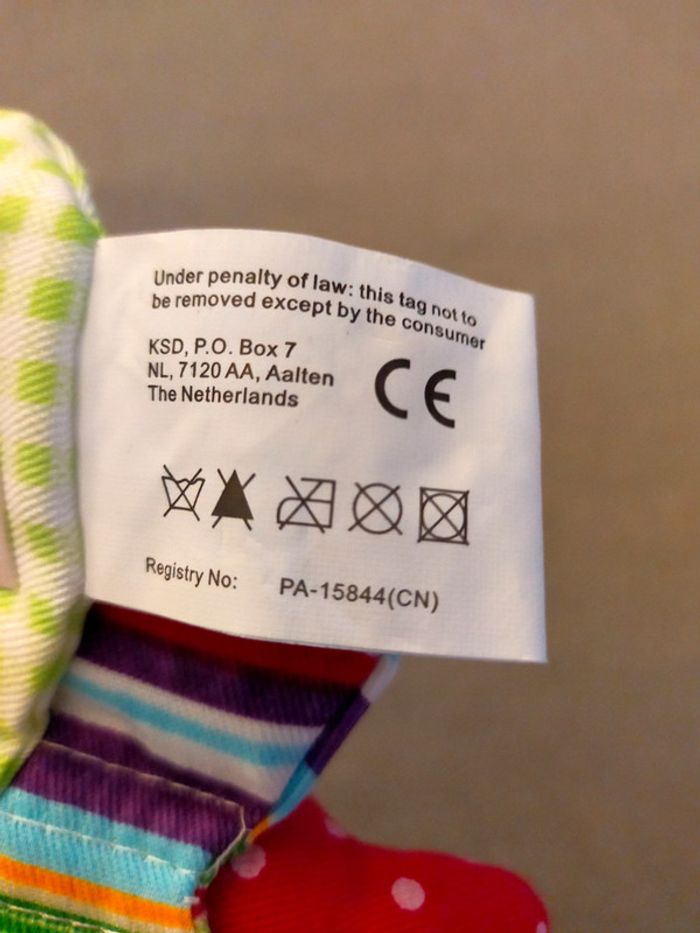 Under penalty of law: this tag not to
be removed except by the consumer
KSD, P.O. Box 7
NL, 7120 AA, Aalten
The Netherlands
CE
Registry No: PA-15844(CN)